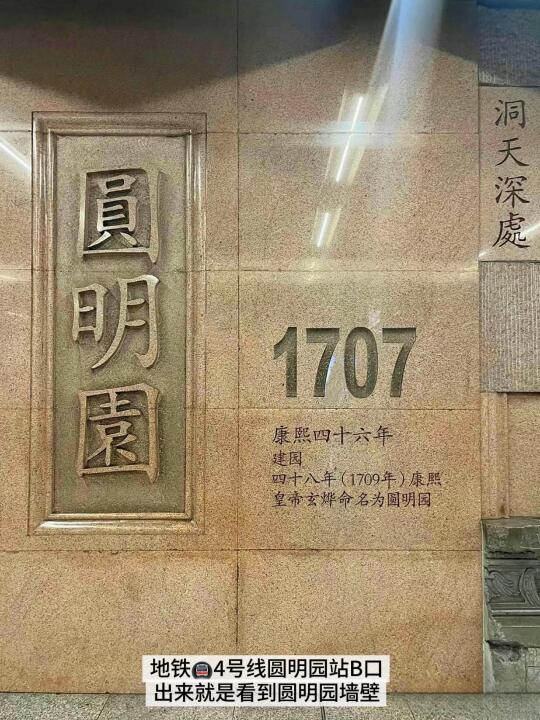 圓明園
1707
康熙四十六年
建园
四十八年（1709年）康熙
皇帝玄烨命名为圆明园
洞天深處
地铁🚇4号线圆明园站B口
出来就是看到圆明园墙壁